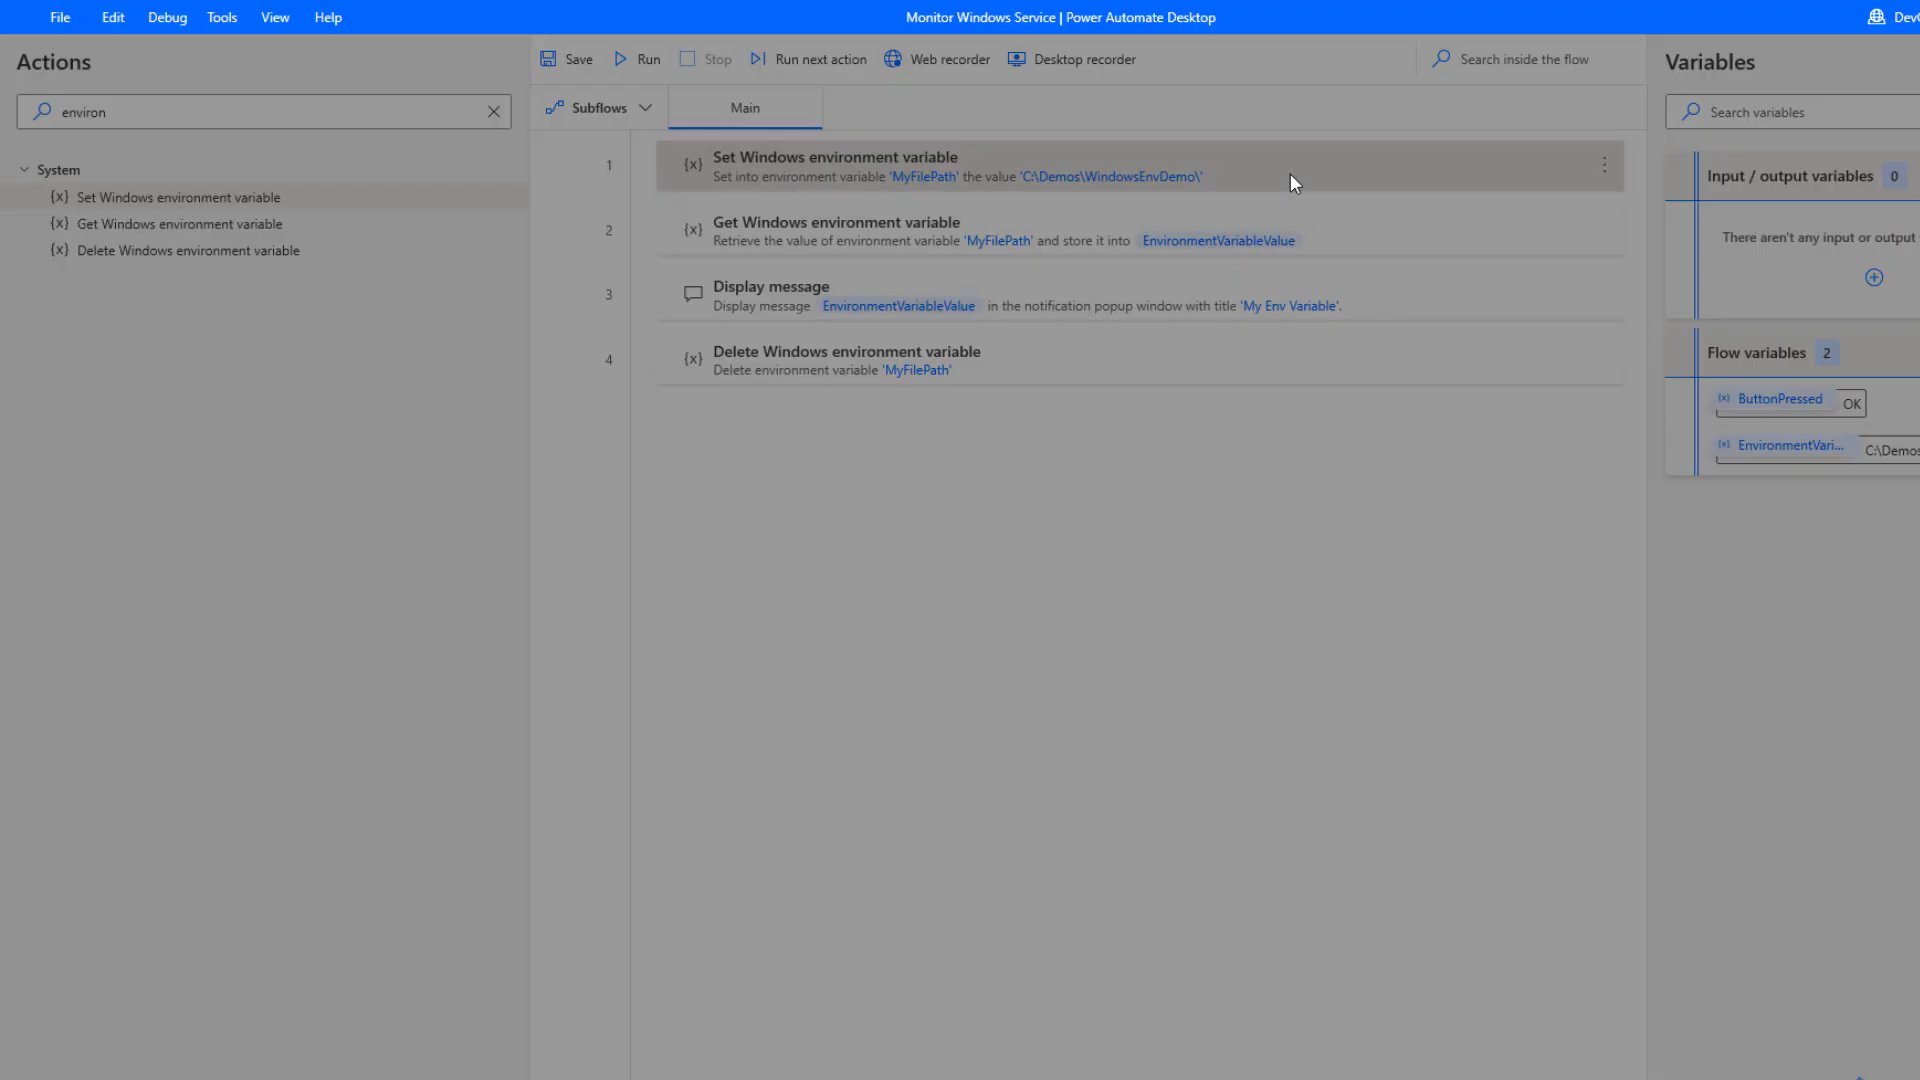 File Edit Debug Tools View Help Monitor Windows Service | Power Automate Desktop Dev
Actions
environ
System
{x} Set Windows environment variable
{x} Get Windows environment variable
{x} Delete Windows environment variable
Save Run Stop Run next action Web recorder Desktop recorder Search inside the flow
Subflows Main
1 {x} Set Windows environment variable
Set into environment variable 'MyFilePath' the value 'C:\Demos\WindowsEnvDemo\'
2 {x} Get Windows environment variable
Retrieve the value of environment variable 'MyFilePath' and store it into EnvironmentVariableValue
3 Display message
Display message EnvironmentVariableValue in the notification popup window with title 'My Env Variable'.
4 {x} Delete Windows environment variable
Delete environment variable 'MyFilePath'
Variables
Search variables
Input / output variables 0
There aren't any input or output
Flow variables 2
(x) ButtonPressed OK
(x) EnvironmentVari... C:\Demos